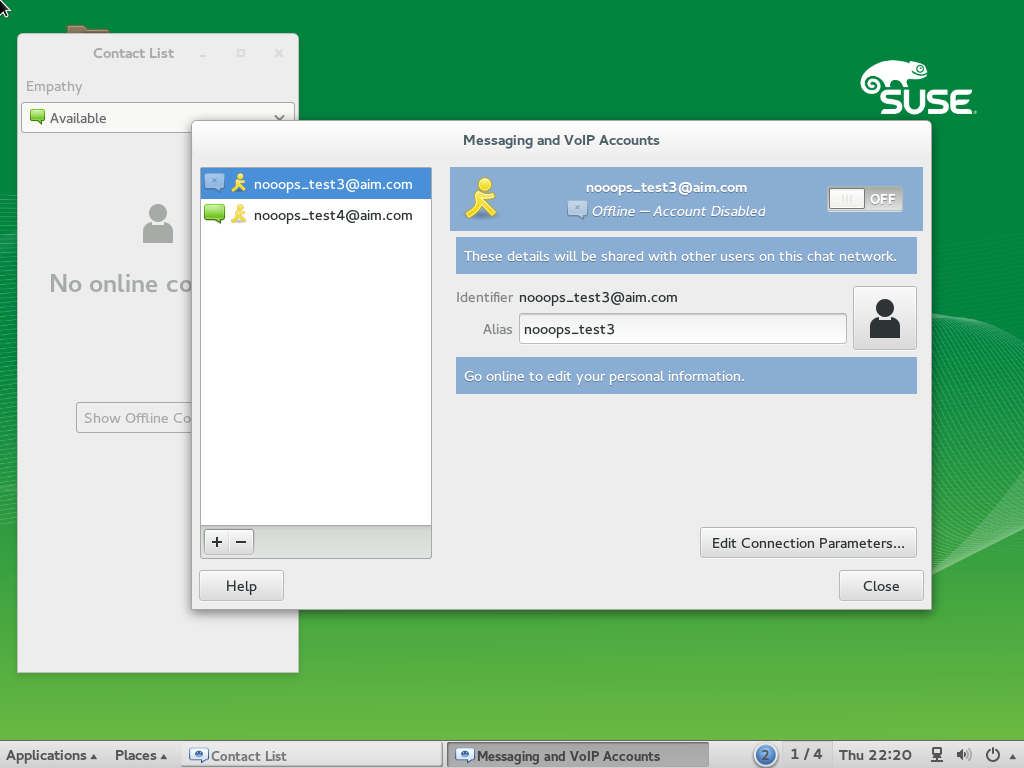 Contact List
Empathy
Available
SUSE
Messaging and VoIP Accounts
nooops_test3@aim.com
nooops_test4@aim.com
nooops_test3@aim.com
Offline — Account Disabled
OFF
These details will be shared with other users on this chat network.
Identifier nooops_test3@aim.com
Alias nooops_test3
Go online to edit your personal information.
No online co
Show Offline Co
Edit Connection Parameters...
Help
Close
Applications Places Contact List Messaging and VoIP Accounts 2 1 / 4 Thu 22:20